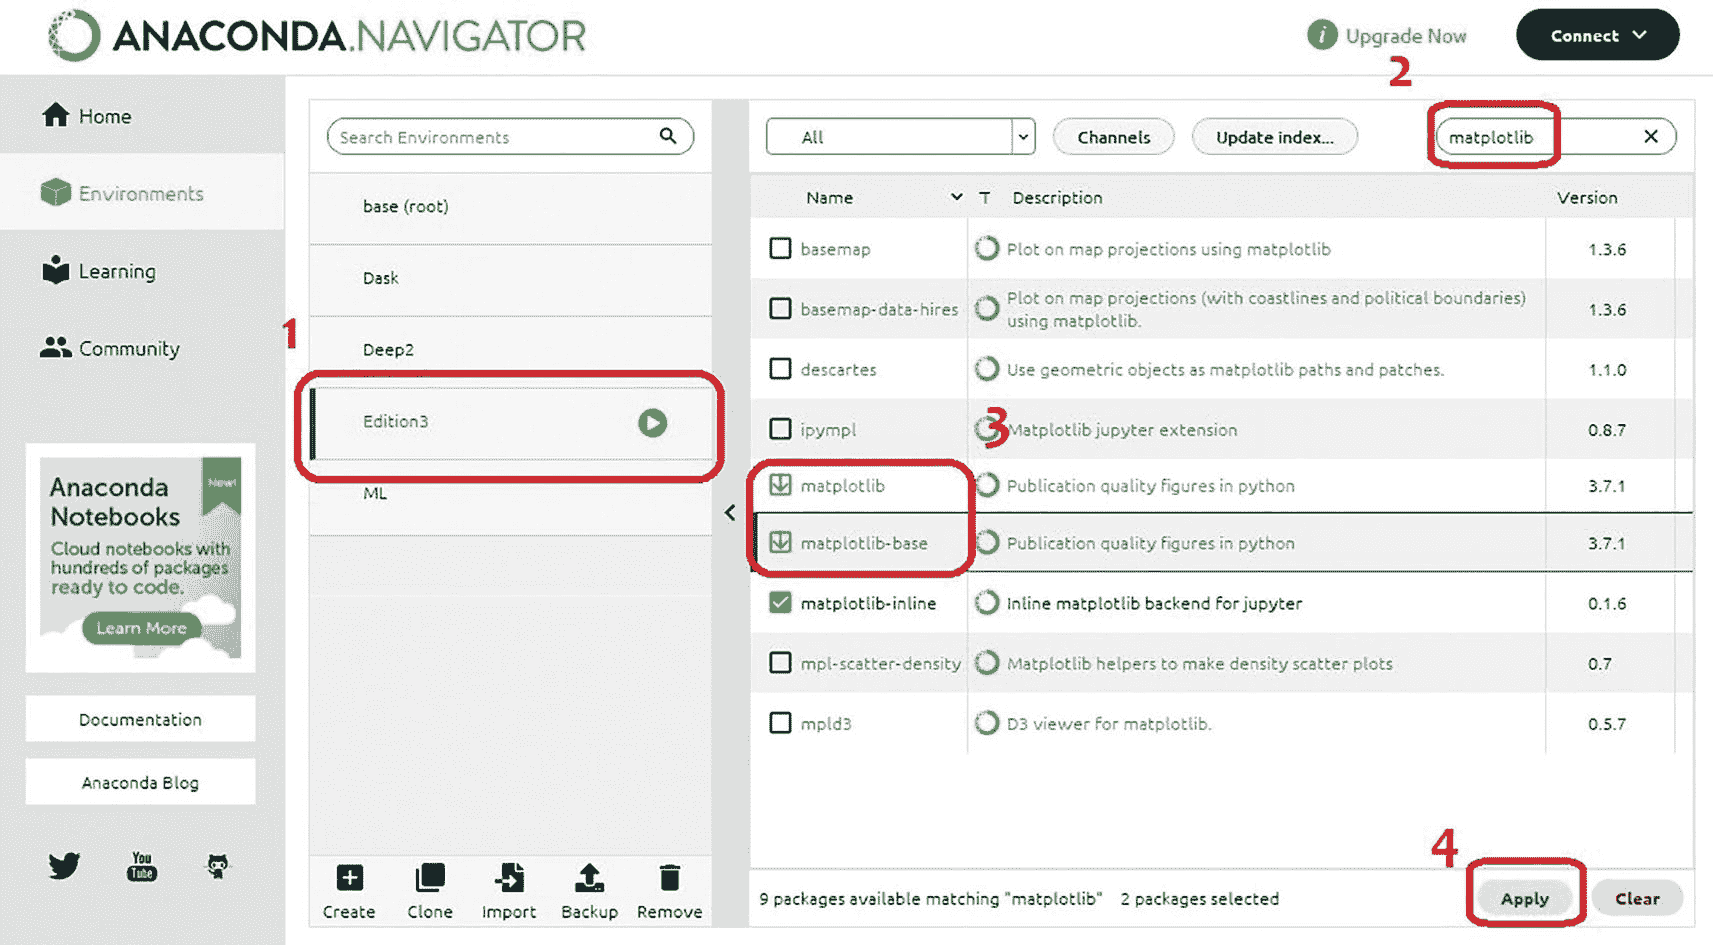 ANACONDA.NAVIGATOR
i Upgrade Now
Connect
2
Home
Environments
Learning
Community
Anaconda
Notebooks
New!
Cloud notebooks with
hundreds of packages
ready to code.
Learn More
Documentation
Anaconda Blog
You
Tube
Search Environments
base (root)
Dask
Deep2
1
Edition3
ML
Create Clone Import Backup Remove
All
Channels
Update index...
matplotlib
Name T Description Version
basemap Plot on map projections using matplotlib 1.3.6
basemap-data-hires Plot on map projections (with coastlines and political boundaries)
using matplotlib. 1.3.6
descartes Use geometric objects as matplotlib paths and patches. 1.1.0
3
ipympl Matplotlib jupyter extension 0.8.7
matplotlib Publication quality figures in python 3.7.1
matplotlib-base Publication quality figures in python 3.7.1
matplotlib-inline Inline matplotlib backend for jupyter 0.1.6
mpl-scatter-density Matplotlib helpers to make density scatter plots 0.7
mpld3 D3 viewer for matplotlib. 0.5.7
4
9 packages available matching "matplotlib" 2 packages selected
Apply
Clear